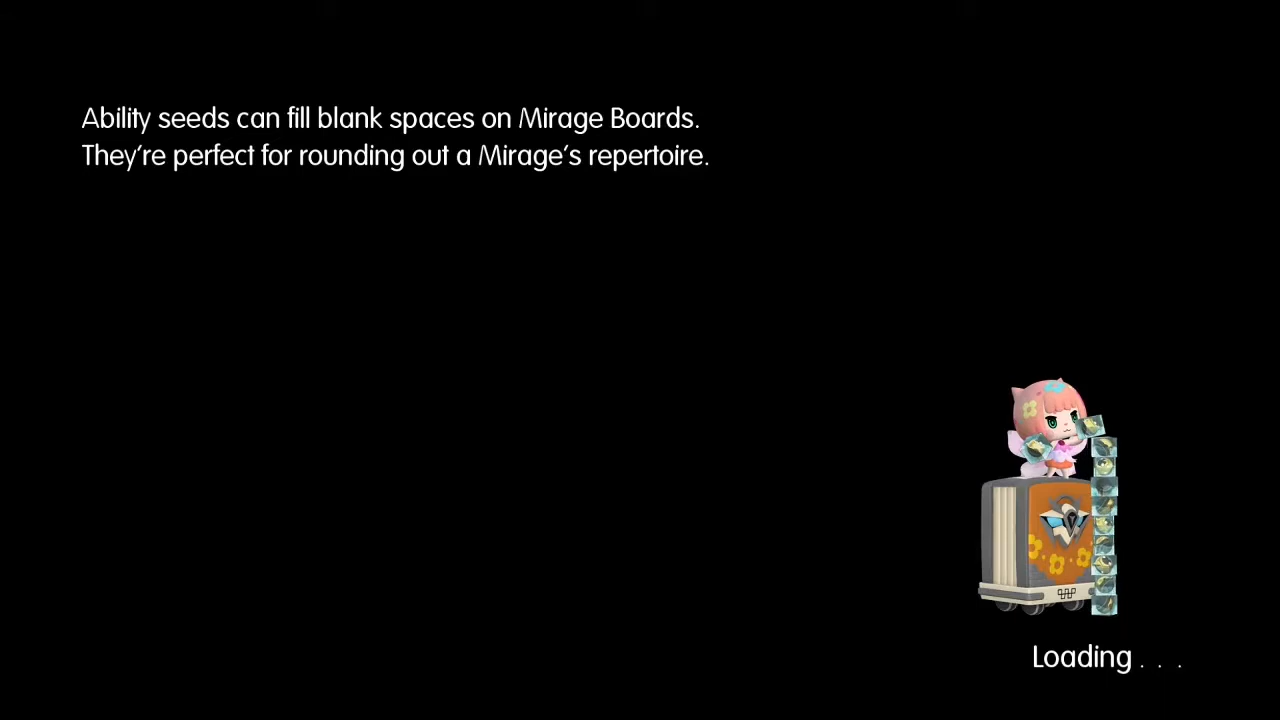 Ability seeds can fill blank spaces on Mirage Boards.
They're perfect for rounding out a Mirage's repertoire.
Loading . . .